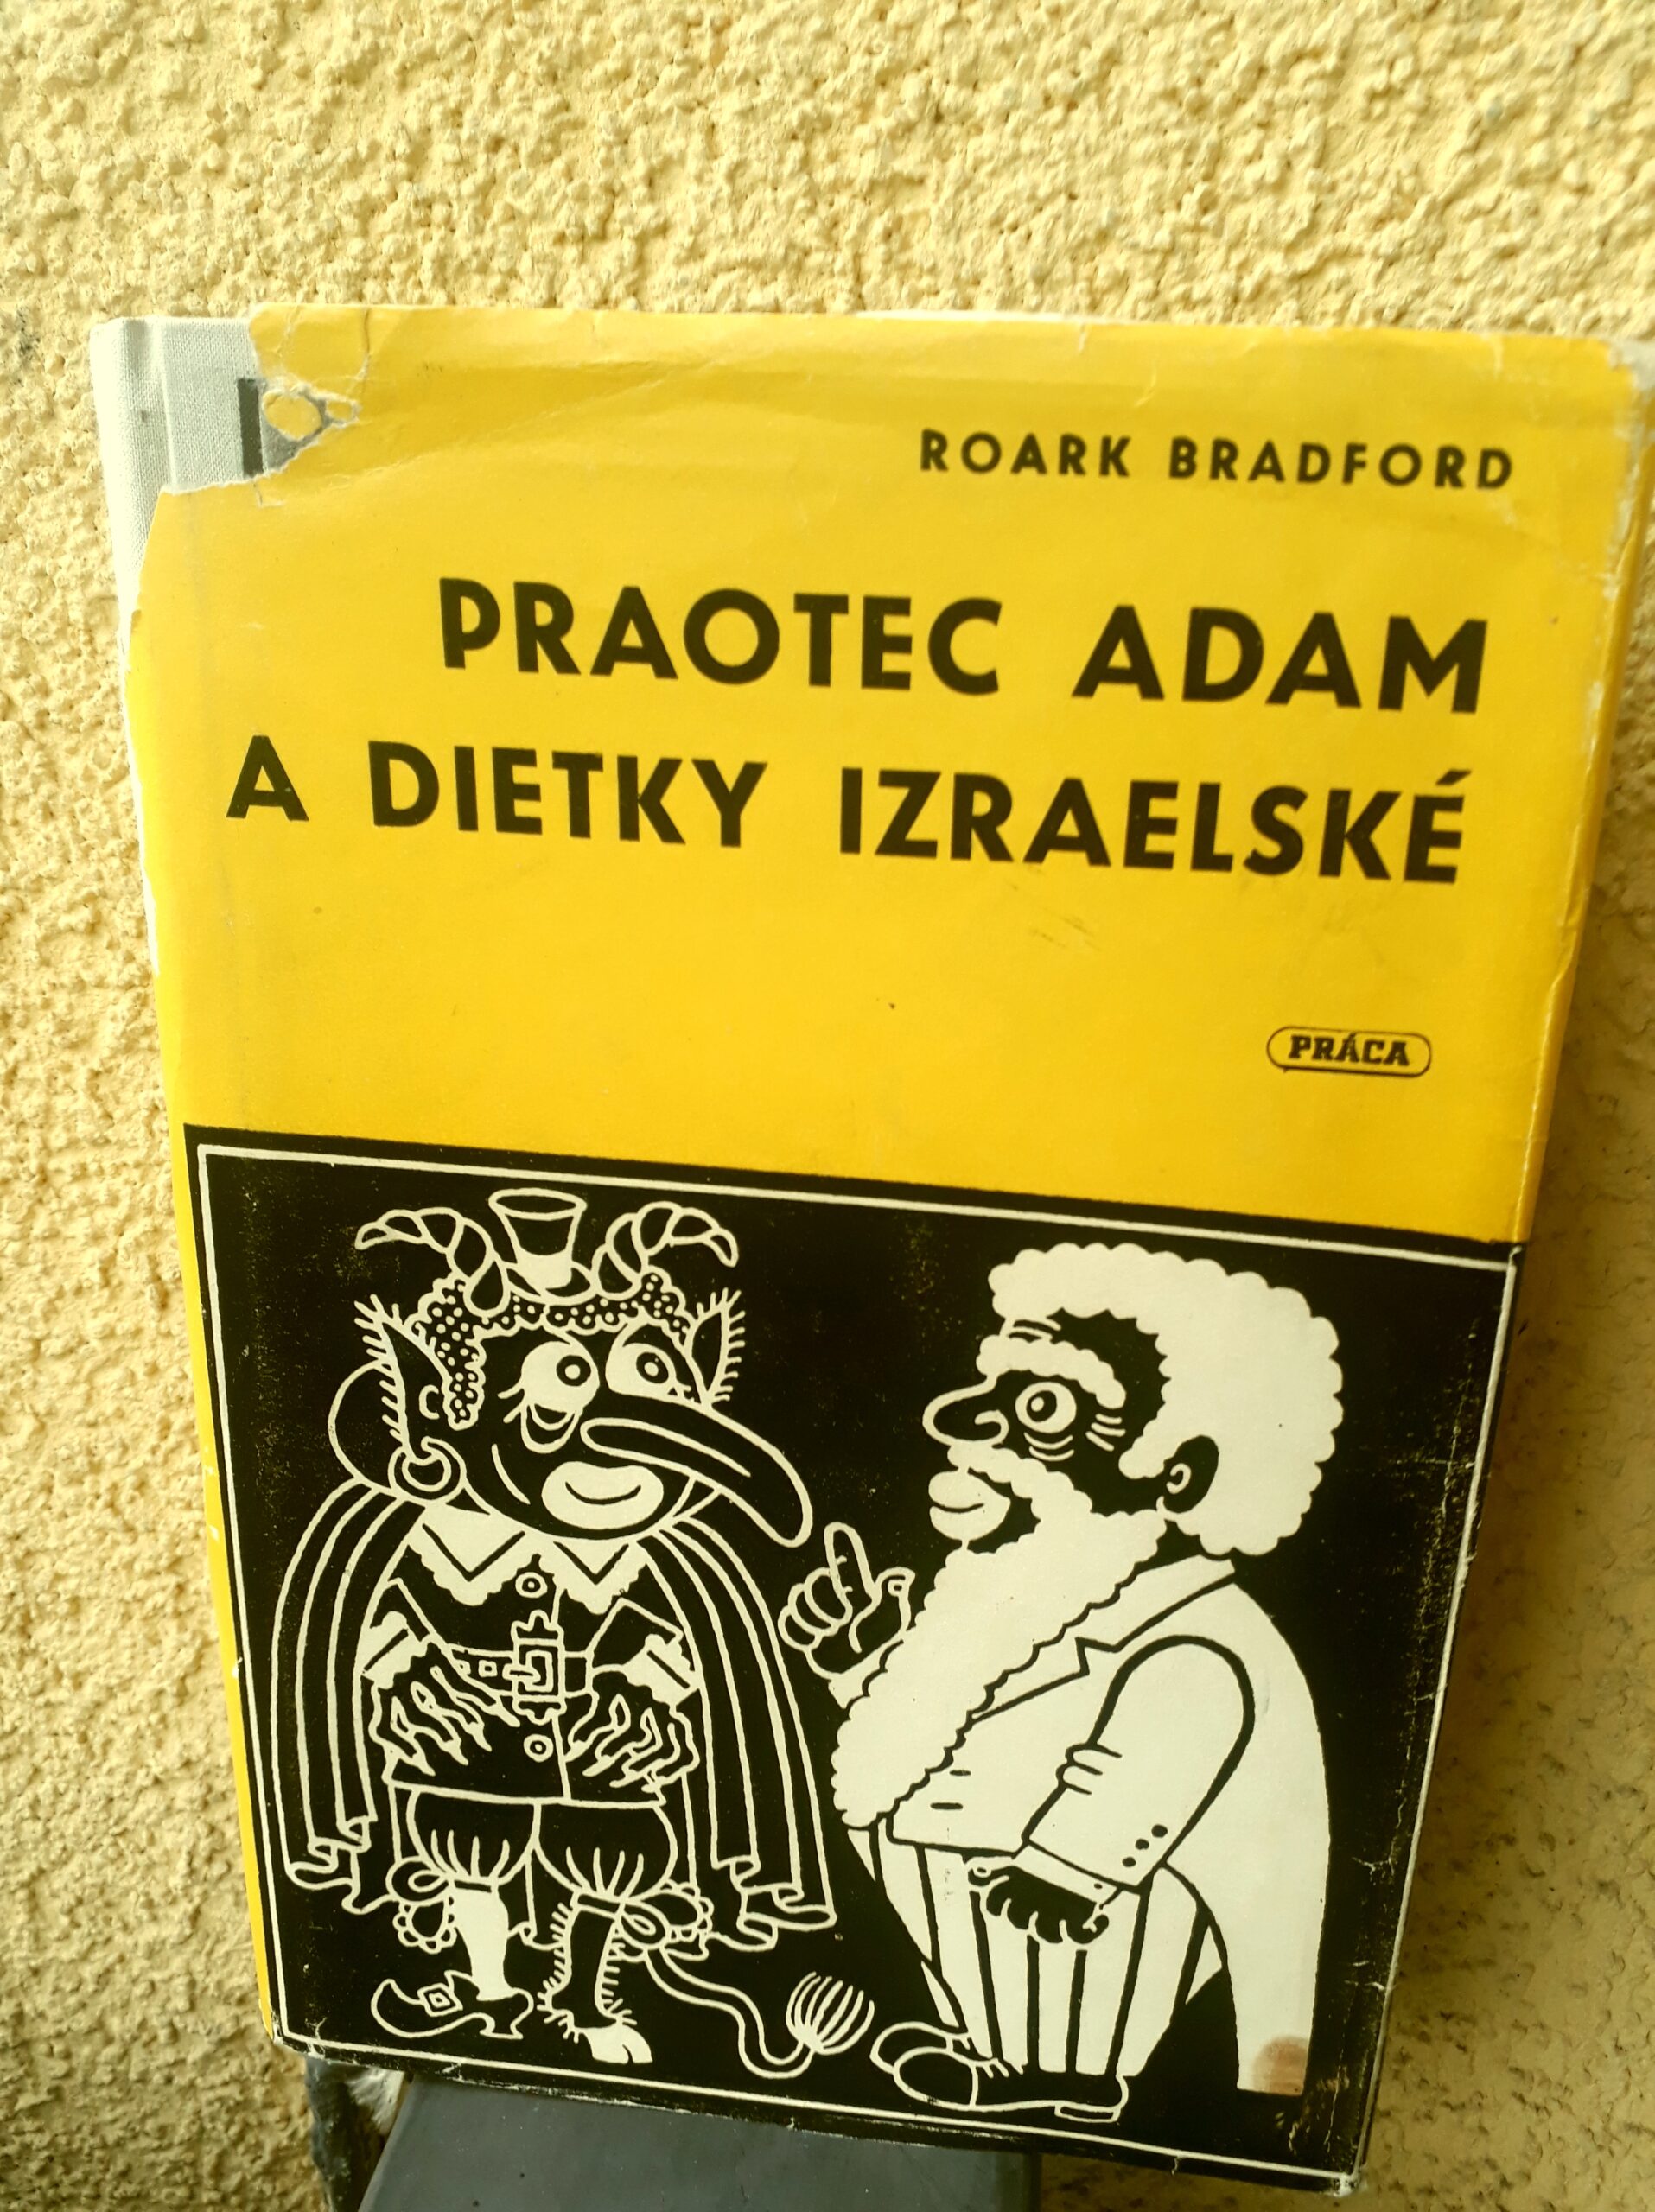 ROARK BRADFORD
PRAOTEC ADAM
A DIETKY IZRAELSKÉ
PRÁCA